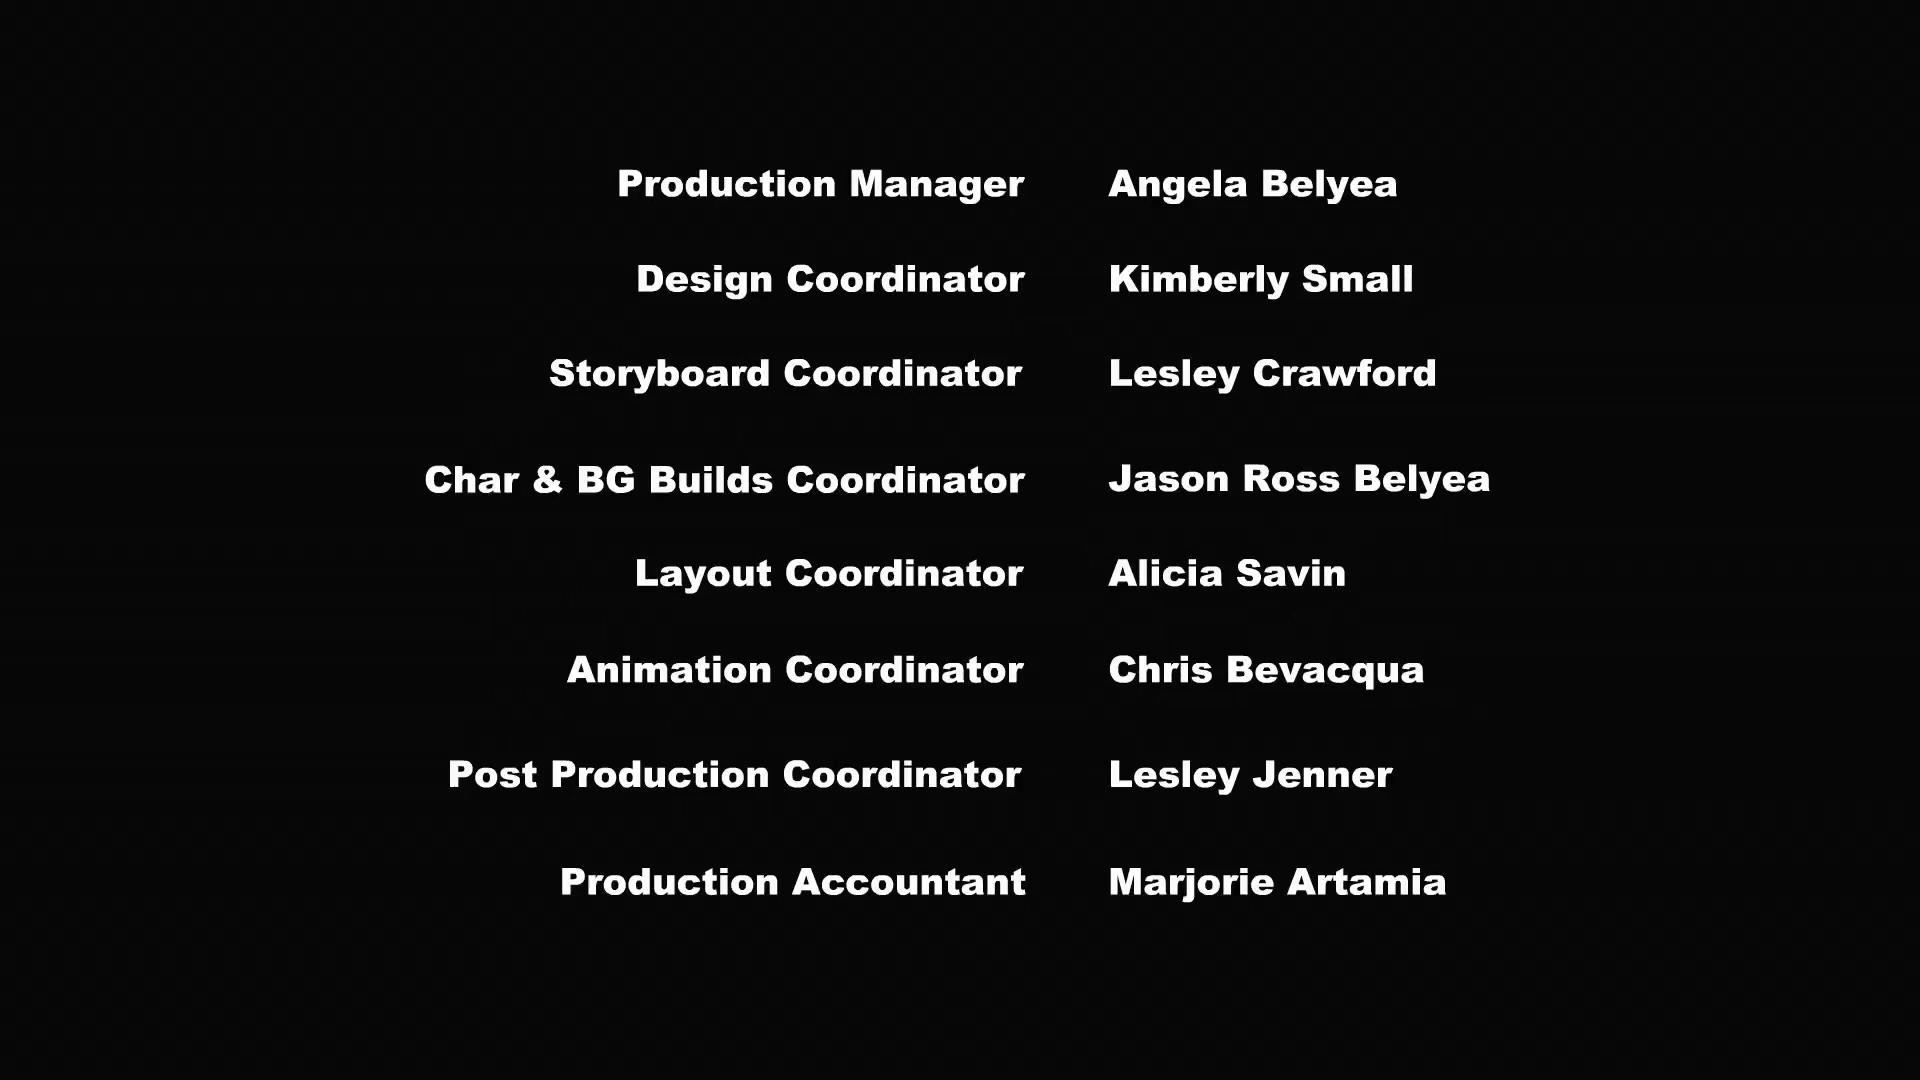 Production Manager Angela Belyea
Design Coordinator Kimberly Small
Storyboard Coordinator Lesley Crawford
Char & BG Builds Coordinator Jason Ross Belyea
Layout Coordinator Alicia Savin
Animation Coordinator Chris Bevacqua
Post Production Coordinator Lesley Jenner
Production Accountant Marjorie Artamia